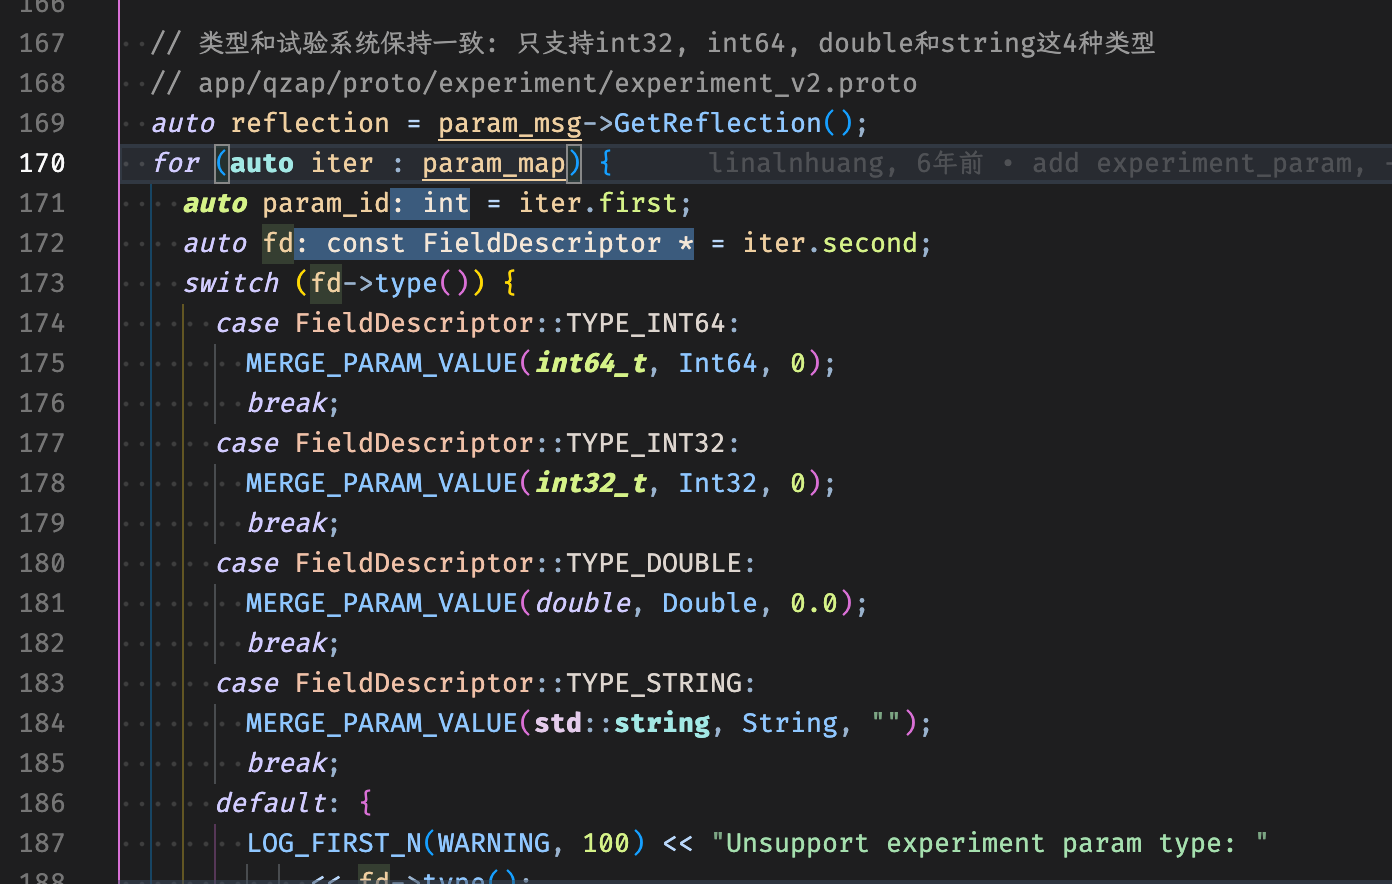 166
167 // 类型和试验系统保持一致: 只支持int32, int64, double和string这4种类型
168 // app/qzap/proto/experiment/experiment_v2.proto
169 auto reflection = param_msg->GetReflection();
170 for (auto iter : param_map) { linalnhuang, 6年前 • add experiment_param,
171 auto param_id: int = iter.first;
172 auto fd: const FieldDescriptor * = iter.second;
173 switch (fd->type()) {
174 case FieldDescriptor::TYPE_INT64:
175 MERGE_PARAM_VALUE(int64_t, Int64, 0);
176 break;
177 case FieldDescriptor::TYPE_INT32:
178 MERGE_PARAM_VALUE(int32_t, Int32, 0);
179 break;
180 case FieldDescriptor::TYPE_DOUBLE:
181 MERGE_PARAM_VALUE(double, Double, 0.0);
182 break;
183 case FieldDescriptor::TYPE_STRING:
184 MERGE_PARAM_VALUE(std::string, String, "");
185 break;
186 default: {
187 LOG_FIRST_N(WARNING, 100) << "Unsupport experiment param type: "
188 << fd->type();